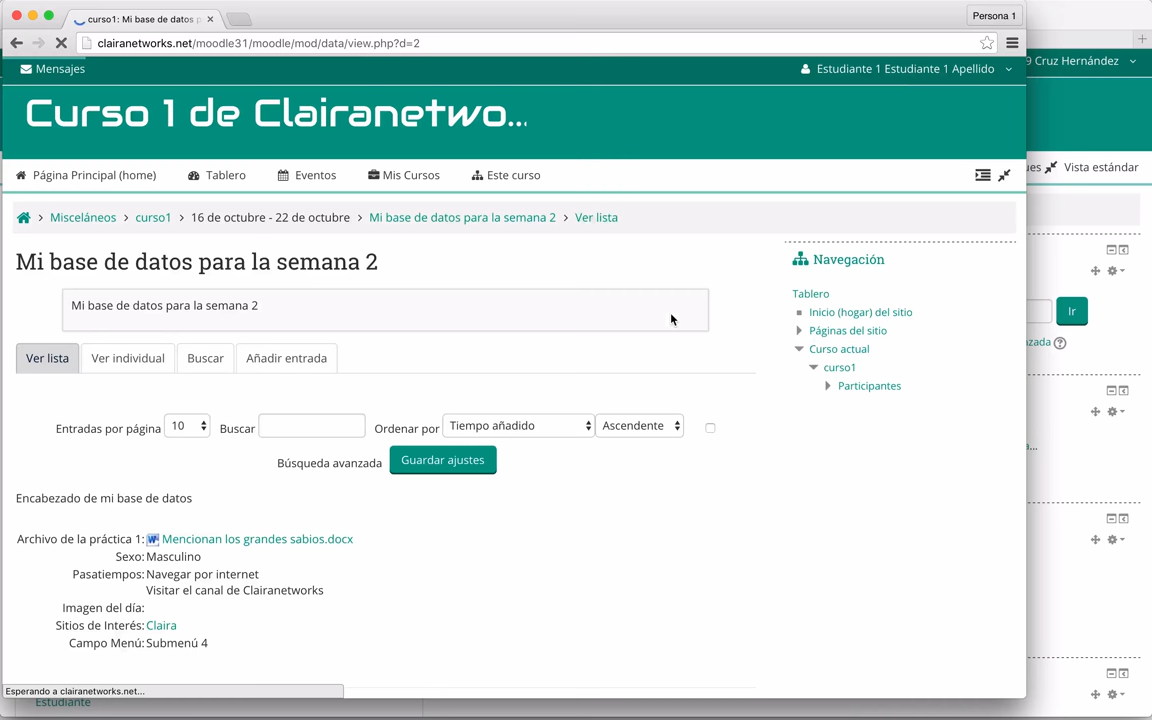 curso1: Mi base de datos p
Persona 1
clairanetworks.net/moodle31/moodle/mod/data/view.php?d=2
Mensajes
Estudiante 1 Estudiante 1 Apellido
9 Cruz Hernández
Curso 1 de Clairanetwo...
Página Principal (home)
Tablero
Eventos
Mis Cursos
Este curso
ues
Vista estándar
Misceláneos
curso1
16 de octubre - 22 de octubre
Mi base de datos para la semana 2
Ver lista
Mi base de datos para la semana 2
Navegación
Mi base de datos para la semana 2
Tablero
Inicio (hogar) del sitio
Ir
Páginas del sitio
nzada
Ver lista
Ver individual
Buscar
Añadir entrada
Curso actual
curso1
Participantes
Entradas por página
10
Buscar
Ordenar por
Tiempo añadido
Ascendente
a...
Búsqueda avanzada
Guardar ajustes
Encabezado de mi base de datos
Archivo de la práctica 1: Mencionan los grandes sabios.docx
Sexo: Masculino
Pasatiempos: Navegar por internet
Visitar el canal de Clairanetworks
Imagen del día:
Sitios de Interés: Claira
Campo Menú: Submenú 4
Esperando a clairanetworks.net...
Estudiante